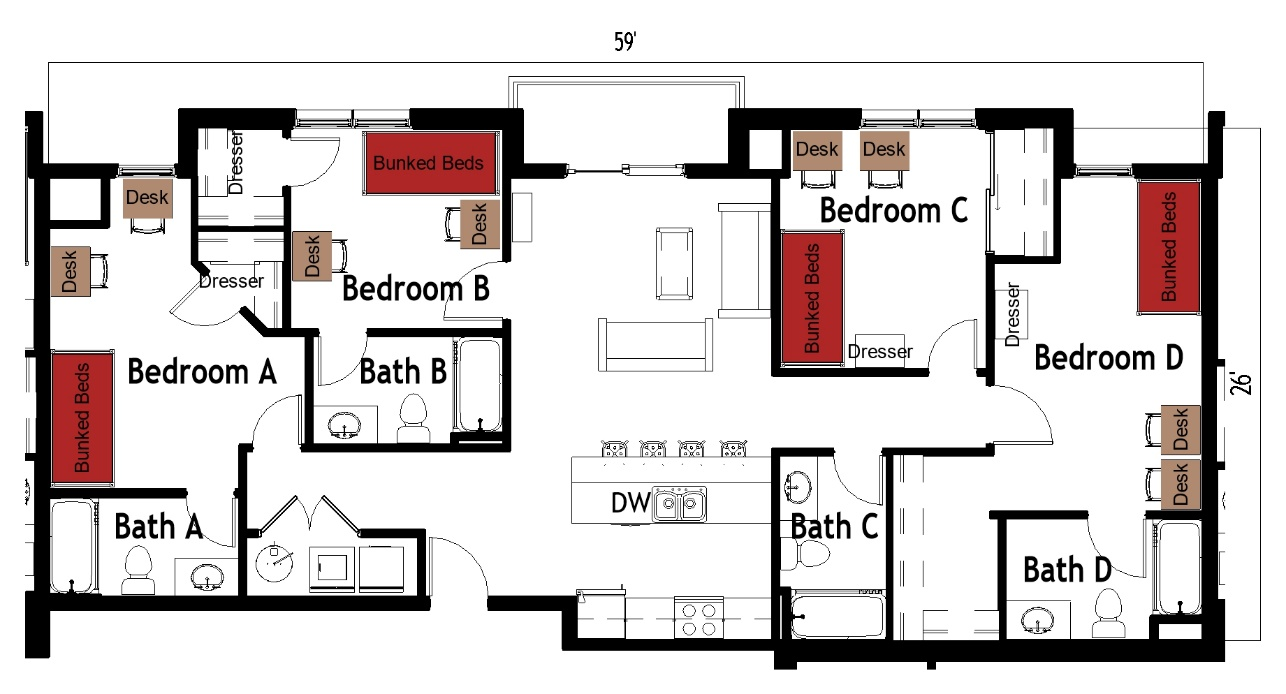 59'
Dresser
Bunked Beds
Desk
Desk
Desk
Desk
Desk
Desk
Bedroom C
Bunked Beds
Dresser
Bedroom B
Bunked Beds
Dresser
Dresser
Bedroom D
Bedroom A
Bath B
26'
Bunked Beds
Desk
Desk
DW
Bath A
Bath C
Bath D